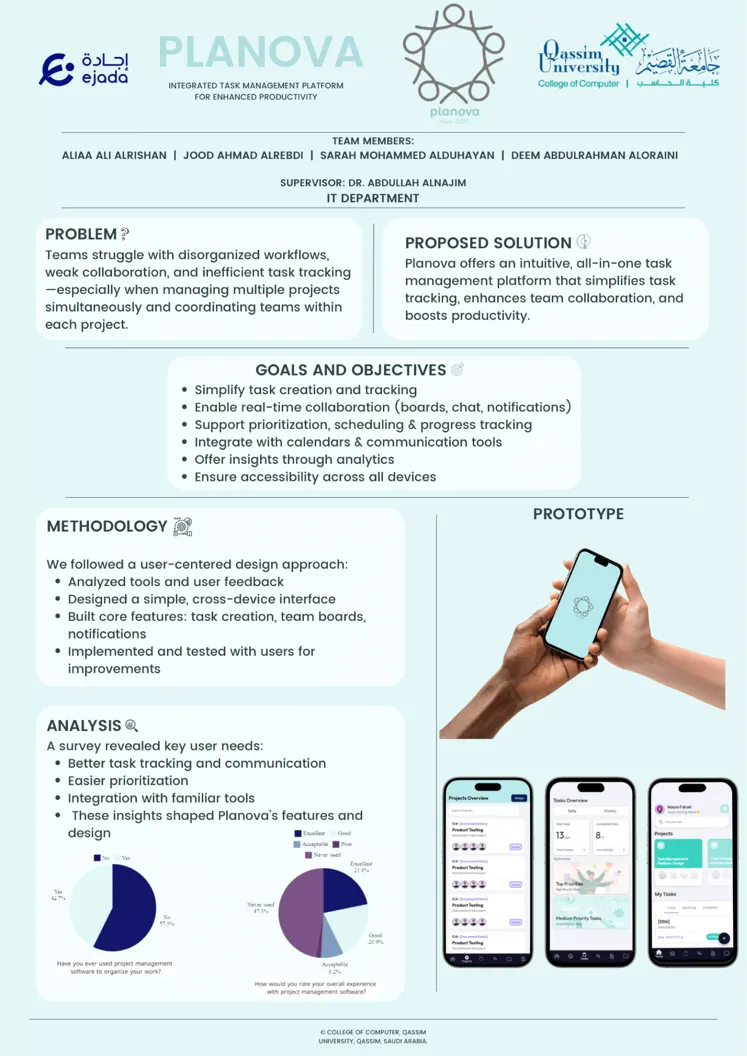 إجادة
ejada
PLANOVA
INTEGRATED TASK MANAGEMENT PLATFORM
FOR ENHANCED PRODUCTIVITY
planova
Qassim
University
College of Computer
جامعة القصيم
كلية الحاسب
TEAM MEMBERS:
ALIAA ALI ALRISHAN | JOOD AHMAD ALREBDI | SARAH MOHAMMED ALDUHAYAN | DEEM ABDULRAHMAN ALORAINI
SUPERVISOR: DR. ABDULLAH ALNAJIM
IT DEPARTMENT
PROBLEM
Teams struggle with disorganized workflows,
weak collaboration, and inefficient task tracking
—especially when managing multiple projects
simultaneously and coordinating teams within
each project.
PROPOSED SOLUTION
Planova offers an intuitive, all-in-one task
management platform that simplifies task
tracking, enhances team collaboration, and
boosts productivity.
GOALS AND OBJECTIVES
• Simplify task creation and tracking
• Enable real-time collaboration (boards, chat, notifications)
• Support prioritization, scheduling & progress tracking
• Integrate with calendars & communication tools
• Offer insights through analytics
• Ensure accessibility across all devices
METHODOLOGY
We followed a user-centered design approach:
• Analyzed tools and user feedback
• Designed a simple, cross-device interface
• Built core features: task creation, team boards,
notifications
• Implemented and tested with users for
improvements
ANALYSIS
A survey revealed key user needs:
• Better task tracking and communication
• Easier prioritization
• Integration with familiar tools
• These insights shaped Planova's features and
design
No Yes
Yes
42.7%
No
57.3%
Have you ever used project management
software to organize your work?
Excellent Good
Acceptable Poor
Never used
Excellent
21.8%
Never used
47.3%
Good
20.9%
Acceptable
8.2%
How would you rate your overall experience
with project management software?
PROTOTYPE
Projects Overview
Product Testing
Product Testing
Product Testing
Product Testing
Projects
Tasks Overview
Daily Weekly
13
8
Top Priorities
Medium Priority Tasks
Noura Fahad
Projects
Task Management
Platform Design
My Tasks
[title]
© COLLEGE OF COMPUTER, QASSIM
UNIVERSITY, QASSIM, SAUDI ARABIA.